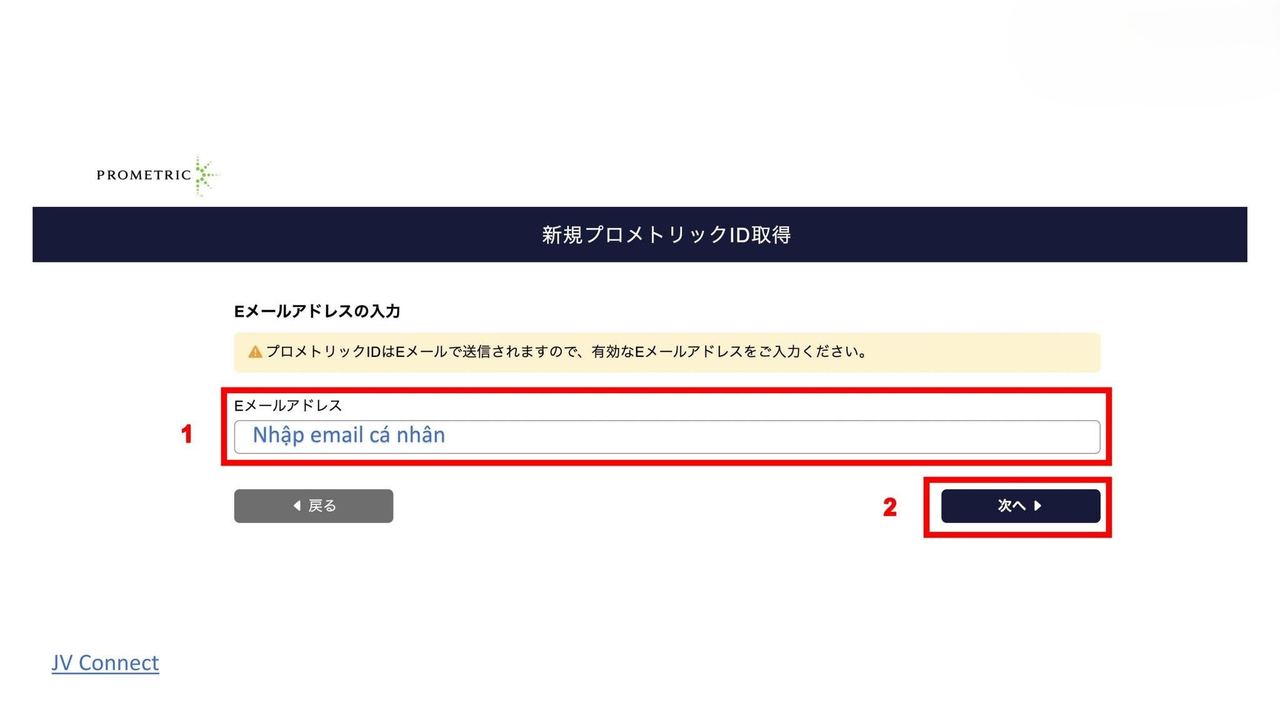 PROMETRIC
新規プロメトリックID取得
Eメールアドレスの入力
プロメトリックIDはEメールで送信されますので、有効なEメールアドレスをご入力ください。
Eメールアドレス
1
Nhập email cá nhân
戻る
2
次へ
JV Connect